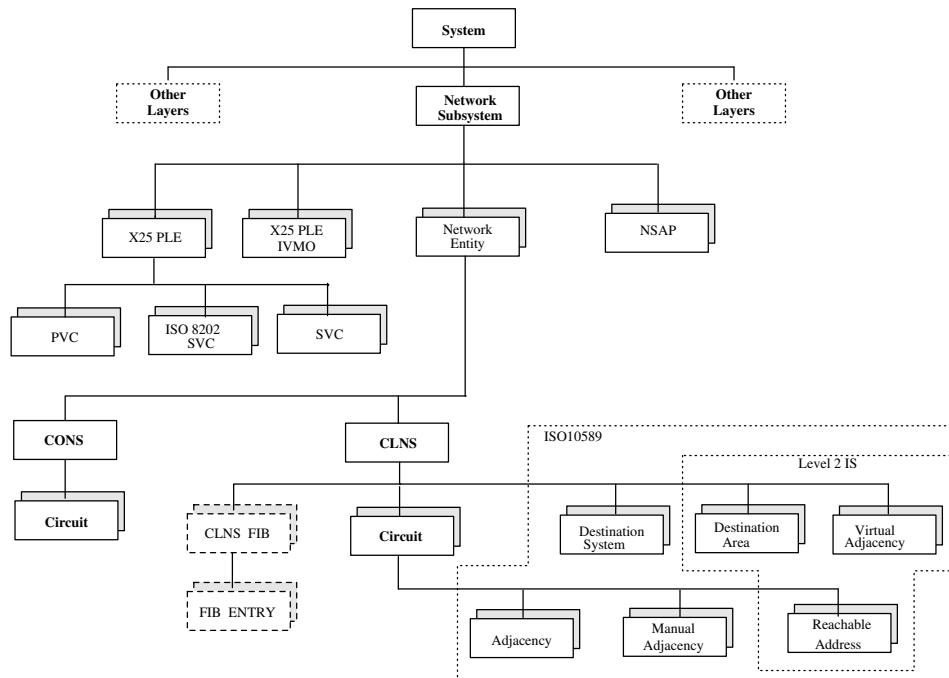 System
Other
Layers
Network
Subsystem
Other
Layers
X25 PLE
X25 PLE
IVMO
Network
Entity
NSAP
PVC
ISO 8202
SVC
SVC
CONS
CLNS
ISO10589
Level 2 IS
Circuit
CLNS FIB
Circuit
Destination
System
Destination
Area
Virtual
Adjacency
FIB ENTRY
Adjacency
Manual
Adjacency
Reachable
Address